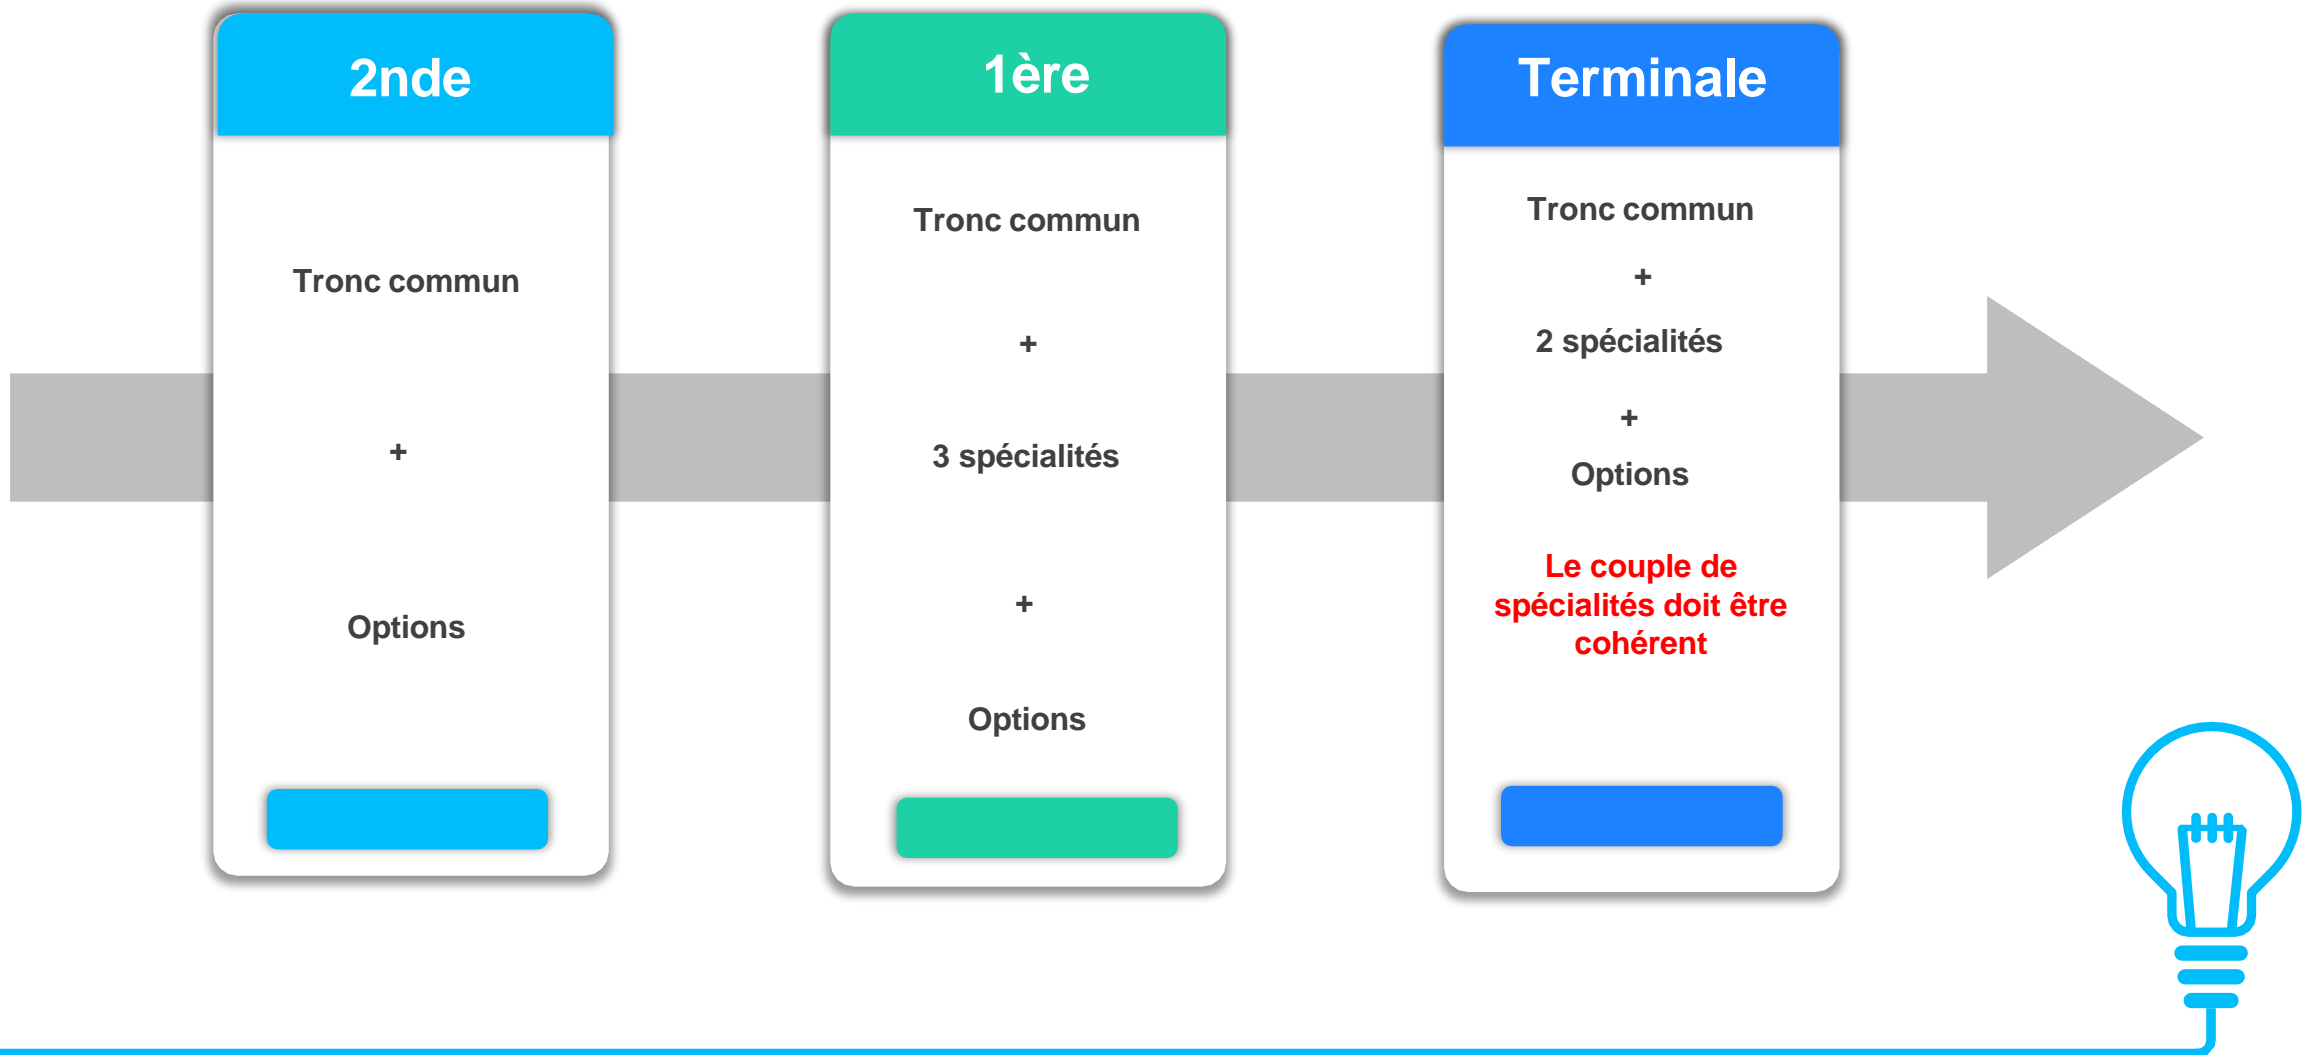 2nde
Tronc commun
+
Options
1ère
Tronc commun
+
3 spécialités
+
Options
Terminale
Tronc commun
+
2 spécialités
+
Options
Le couple de
spécialités doit être
cohérent